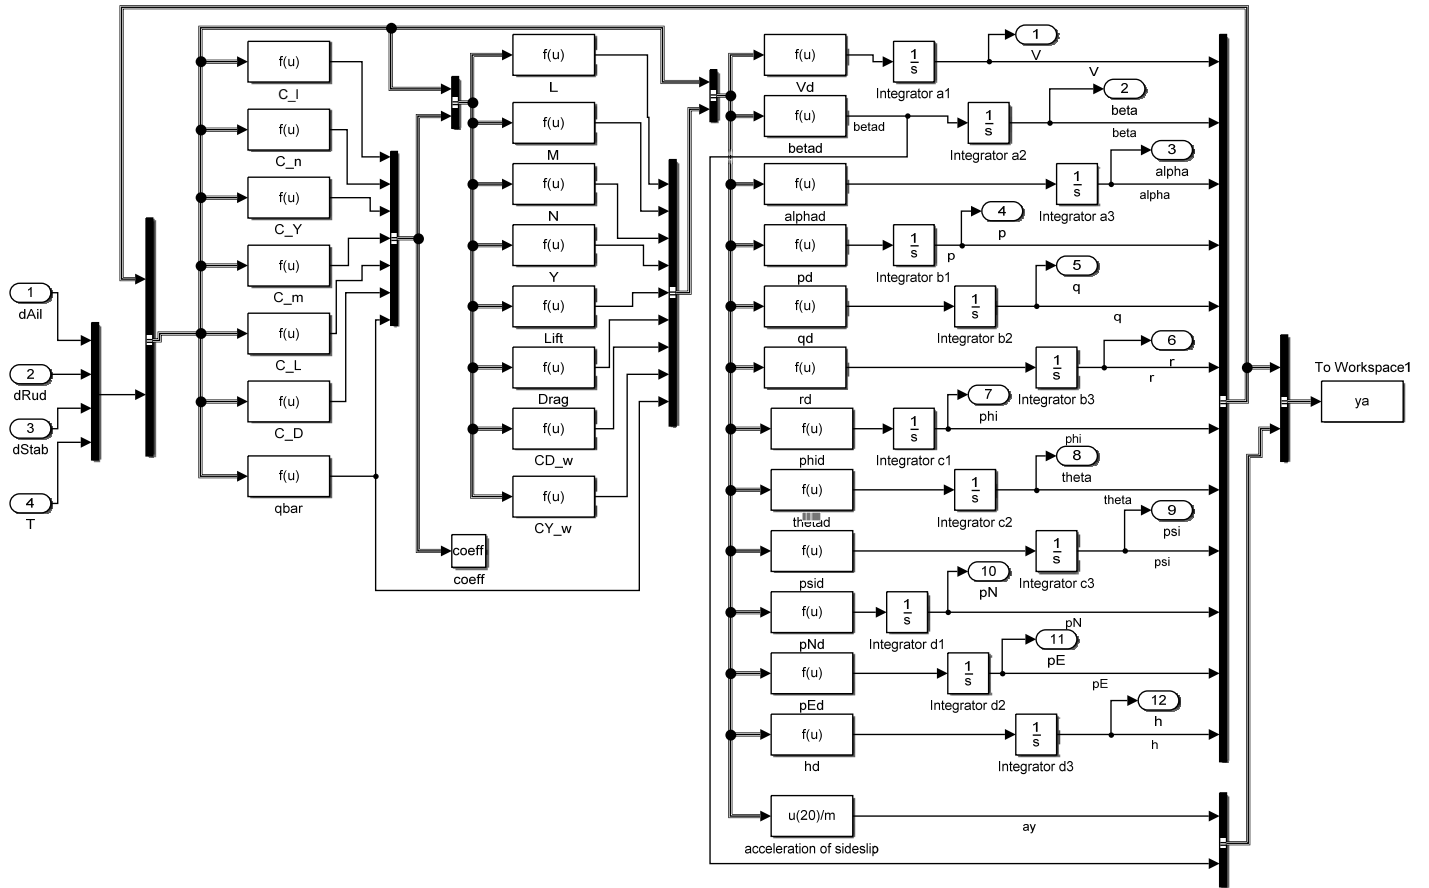 1
dAil
2
dRud
3
dStab
4
T
f(u)
C_l
f(u)
C_n
f(u)
C_Y
f(u)
C_m
f(u)
C_L
f(u)
C_D
f(u)
qbar
coeff
coeff
f(u)
L
f(u)
M
f(u)
N
f(u)
Y
f(u)
Lift
f(u)
Drag
f(u)
CD_w
f(u)
CY_w
f(u)
Vd
1
s
Integrator a1
1
V
V
f(u)
betad
betad
1
s
Integrator a2
2
beta
beta
f(u)
alphad
1
s
Integrator a3
3
alpha
alpha
f(u)
pd
1
s
Integrator b1
4
p
p
f(u)
qd
1
s
Integrator b2
5
q
q
f(u)
rd
1
s
Integrator b3
6
r
r
f(u)
phid
1
s
Integrator c1
7
phi
phi
f(u)
thetad
1
s
Integrator c2
8
theta
theta
f(u)
psid
1
s
Integrator c3
9
psi
psi
f(u)
pNd
1
s
Integrator d1
10
pN
pN
f(u)
pEd
1
s
Integrator d2
11
pE
pE
f(u)
hd
1
s
Integrator d3
12
h
h
u(20)/m
acceleration of sideslip
ay
To Workspace1
ya